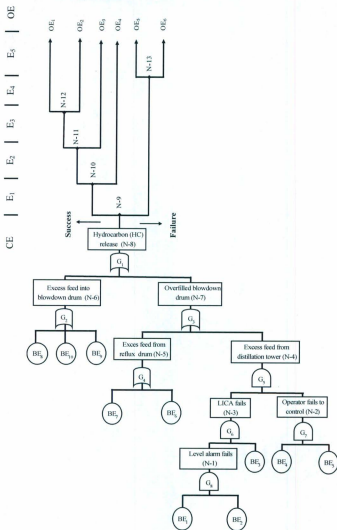 CE | E₁ | E₂ | E₃ | E₄ | E₅ | OE
OE₁
OE₂
OE₃
OE₄
OE₅
OE₆
N-13
N-12
N-11
N-10
N-9
Success
Failure
Hydrocarbon (HC)
release (N-8)
G₁
Excess feed into
blowdown drum (N-6)
Overfilled blowdown
drum (N-7)
G₂
G₃
BE₈
BE₁₀
BE₉
Exces feed from
reflux drum (N-5)
Excess feed from
distillation tower (N-4)
G₄
G₅
BE₇
BE₆
LICA fails
(N-3)
Operator fails to
control (N-2)
G₆
G₇
Level alarm fails
(N-1)
BE₃
BE₄
BE₅
G₈
BE₁
BE₂